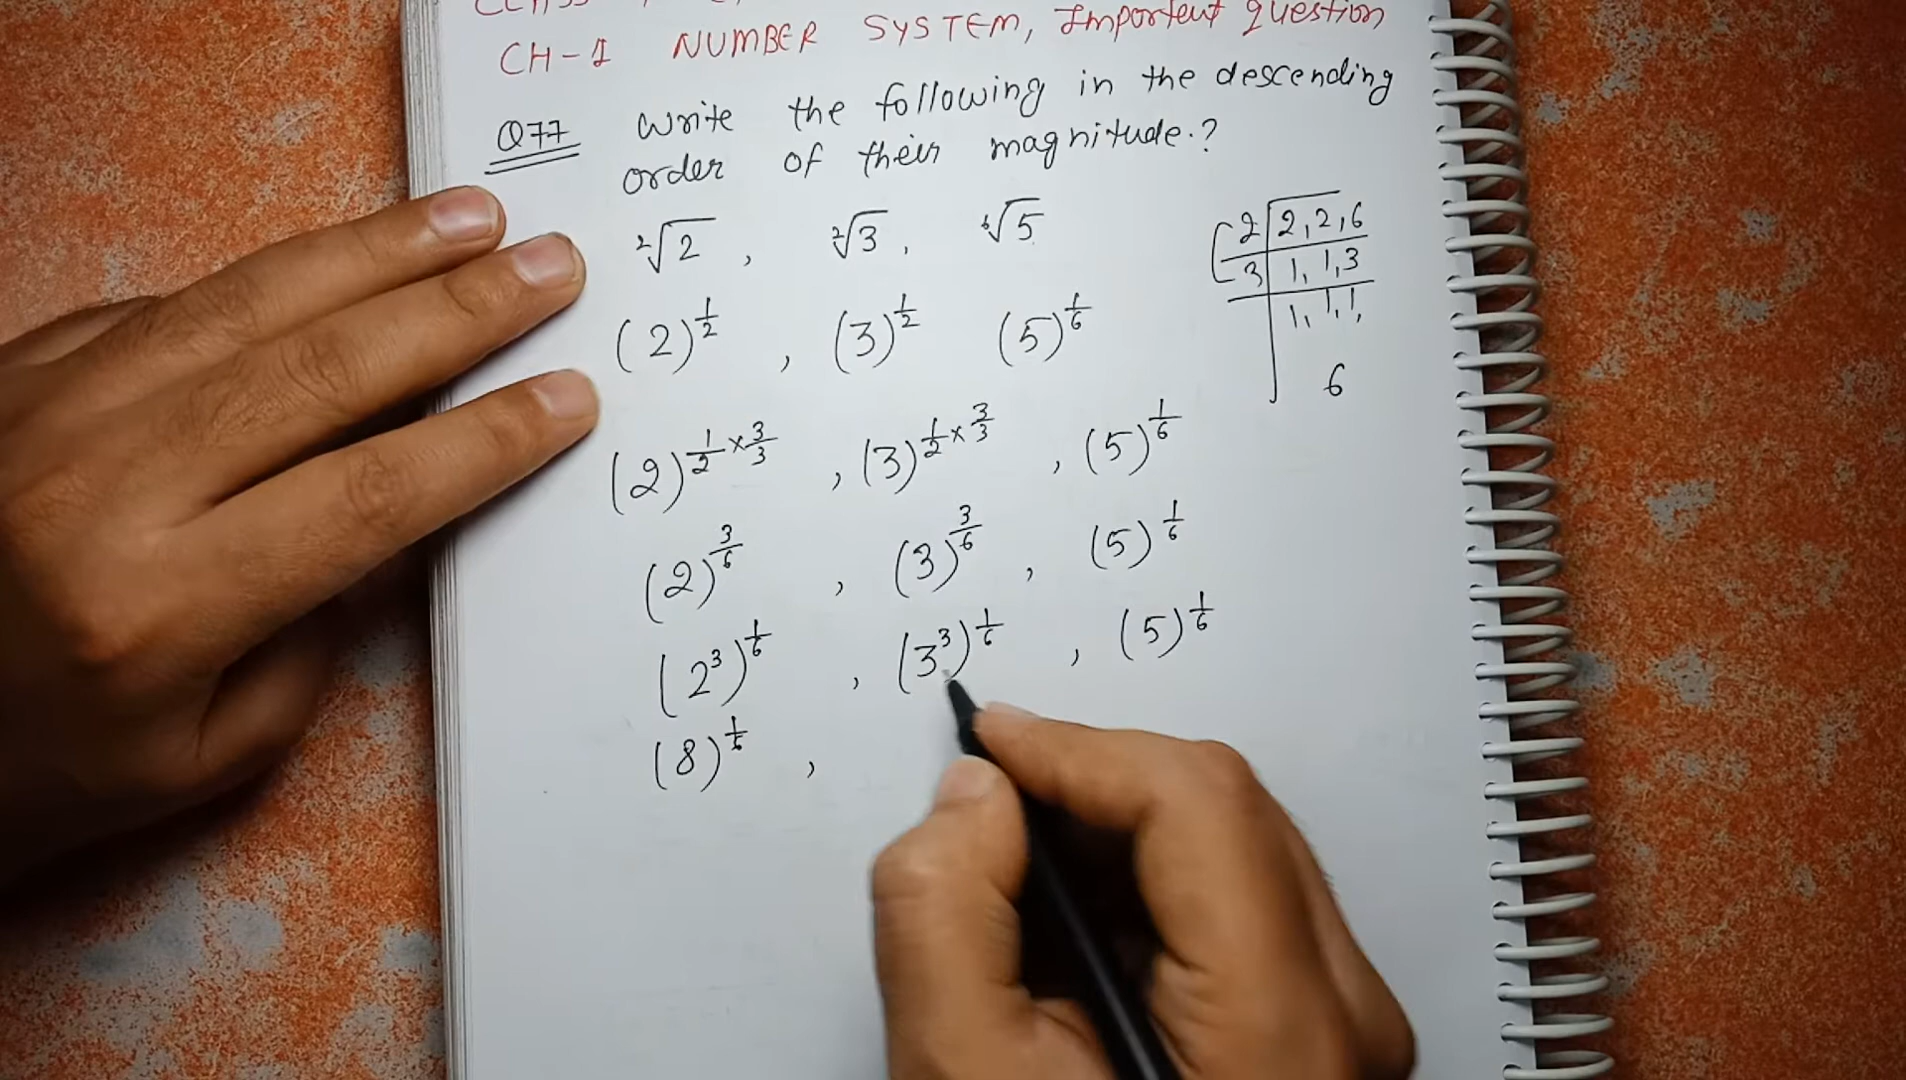 CH-1 NUMBER SYSTEM, Importent Question
Q77 Write the following in the descending
order of their magnitude.?
²√2 , ²√3 , ⁶√5
(2)^1/2 , (3)^1/2 (5)^1/6
(2)^1/2×3/3 , (3)^1/2×3/3 , (5)^1/6
(2)^3/6 , (3)^3/6 , (5)^1/6
(2³)^1/6 , (3³)^1/6 , (5)^1/6
(8)^1/6 ,
2 | 2, 2, 6
3 | 1, 1, 3
1, 1, 1,
6